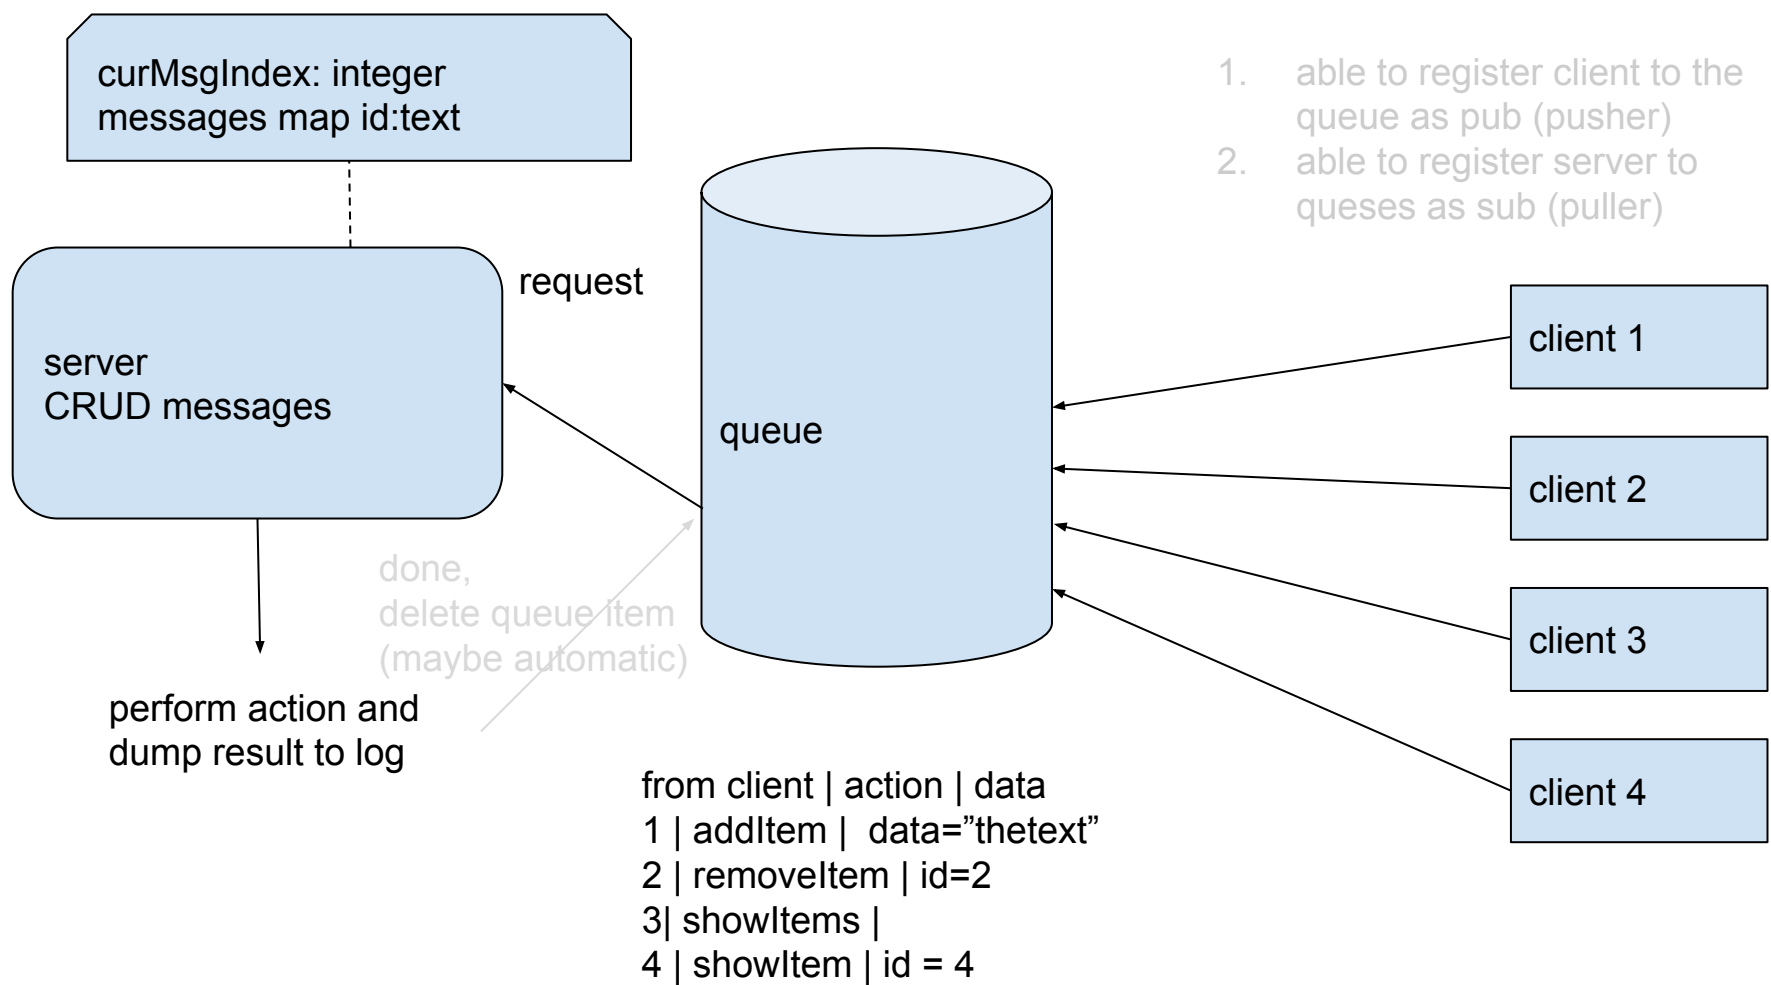 curMsgIndex: integer
messages map id:text
1. able to register client to the
queue as pub (pusher)
2. able to register server to
queses as sub (puller)
request
server
CRUD messages
queue
client 1
client 2
client 3
client 4
done,
delete queue item
(maybe automatic)
perform action and
dump result to log
from client | action | data
1 | addItem |  data=”thetext”
2 | removeItem | id=2
3| showItems |
4 | showItem | id = 4